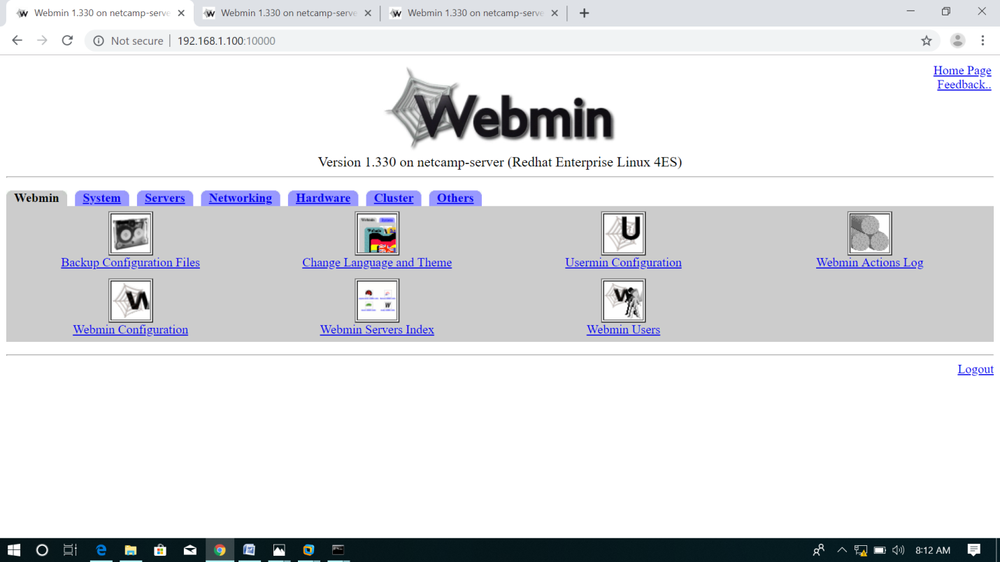 Webmin 1.330 on netcamp-serve
Webmin 1.330 on netcamp-serve
Webmin 1.330 on netcamp-serve
Not secure
192.168.1.100:10000
Home Page
Feedback..
Webmin
Version 1.330 on netcamp-server (Redhat Enterprise Linux 4ES)
Webmin System Servers Networking Hardware Cluster Others
Backup Configuration Files Change Language and Theme Usermin Configuration Webmin Actions Log
Webmin Configuration Webmin Servers Index Webmin Users
Logout
8:12 AM